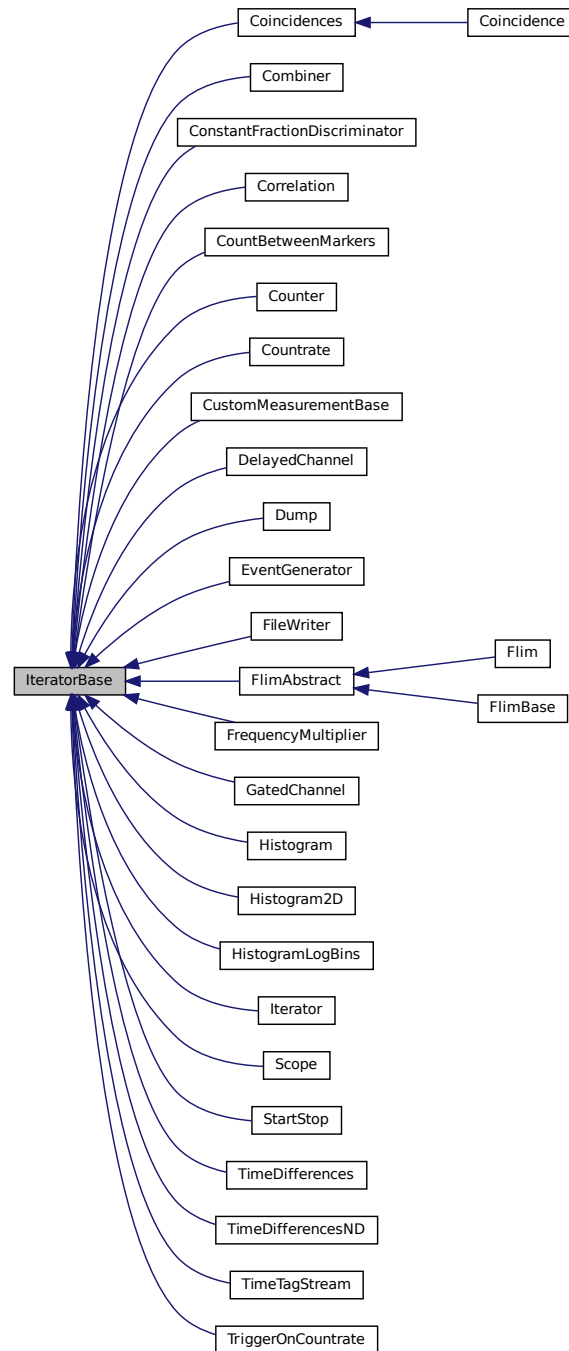 Coincidences
Coincidence
Combiner
ConstantFractionDiscriminator
Correlation
CountBetweenMarkers
Counter
Countrate
CustomMeasurementBase
DelayedChannel
Dump
EventGenerator
FileWriter
IteratorBase
FlimAbstract
Flim
FlimBase
FrequencyMultiplier
GatedChannel
Histogram
Histogram2D
HistogramLogBins
Iterator
Scope
StartStop
TimeDifferences
TimeDifferencesND
TimeTagStream
TriggerOnCountrate